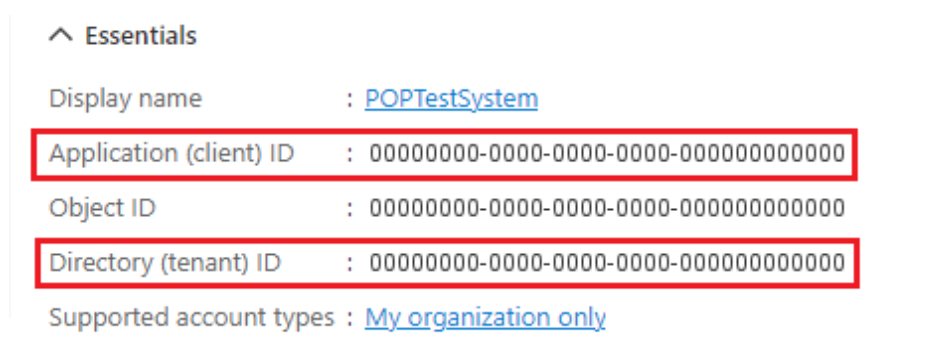 Essentials
Display name : POPTestSystem
Application (client) ID : 00000000-0000-0000-0000-000000000000
Object ID : 00000000-0000-0000-0000-000000000000
Directory (tenant) ID : 00000000-0000-0000-0000-000000000000
Supported account types : My organization only